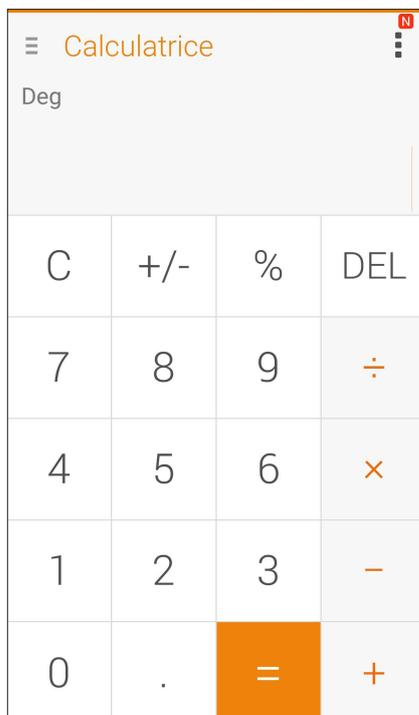 N
Calculatrice
Deg
C +/- % DEL
7 8 9 ÷
4 5 6 ×
1 2 3 −
0 . = +